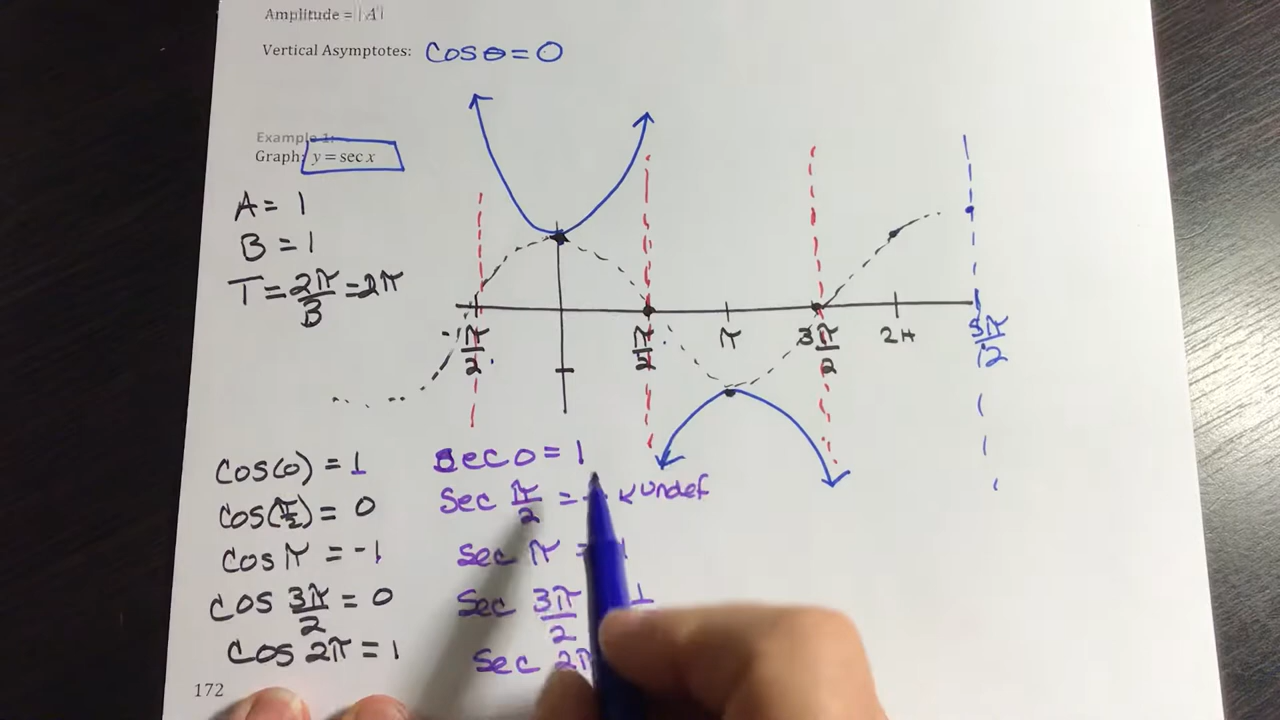 Amplitude = |A|
Vertical Asymptotes: cos θ = 0
Example 1:
Graph: y = sec x
A = 1
B = 1
T = 2π/B = 2π
-π/2 π/2 π 3π/2 2π 5π/2
cos(0) = 1 sec 0 = 1
cos(π/2) = 0 sec π/2 = undef
cos π = -1 sec π = 1
cos 3π/2 = 0 sec 3π/2 1
cos 2π = 1 sec 2π
172